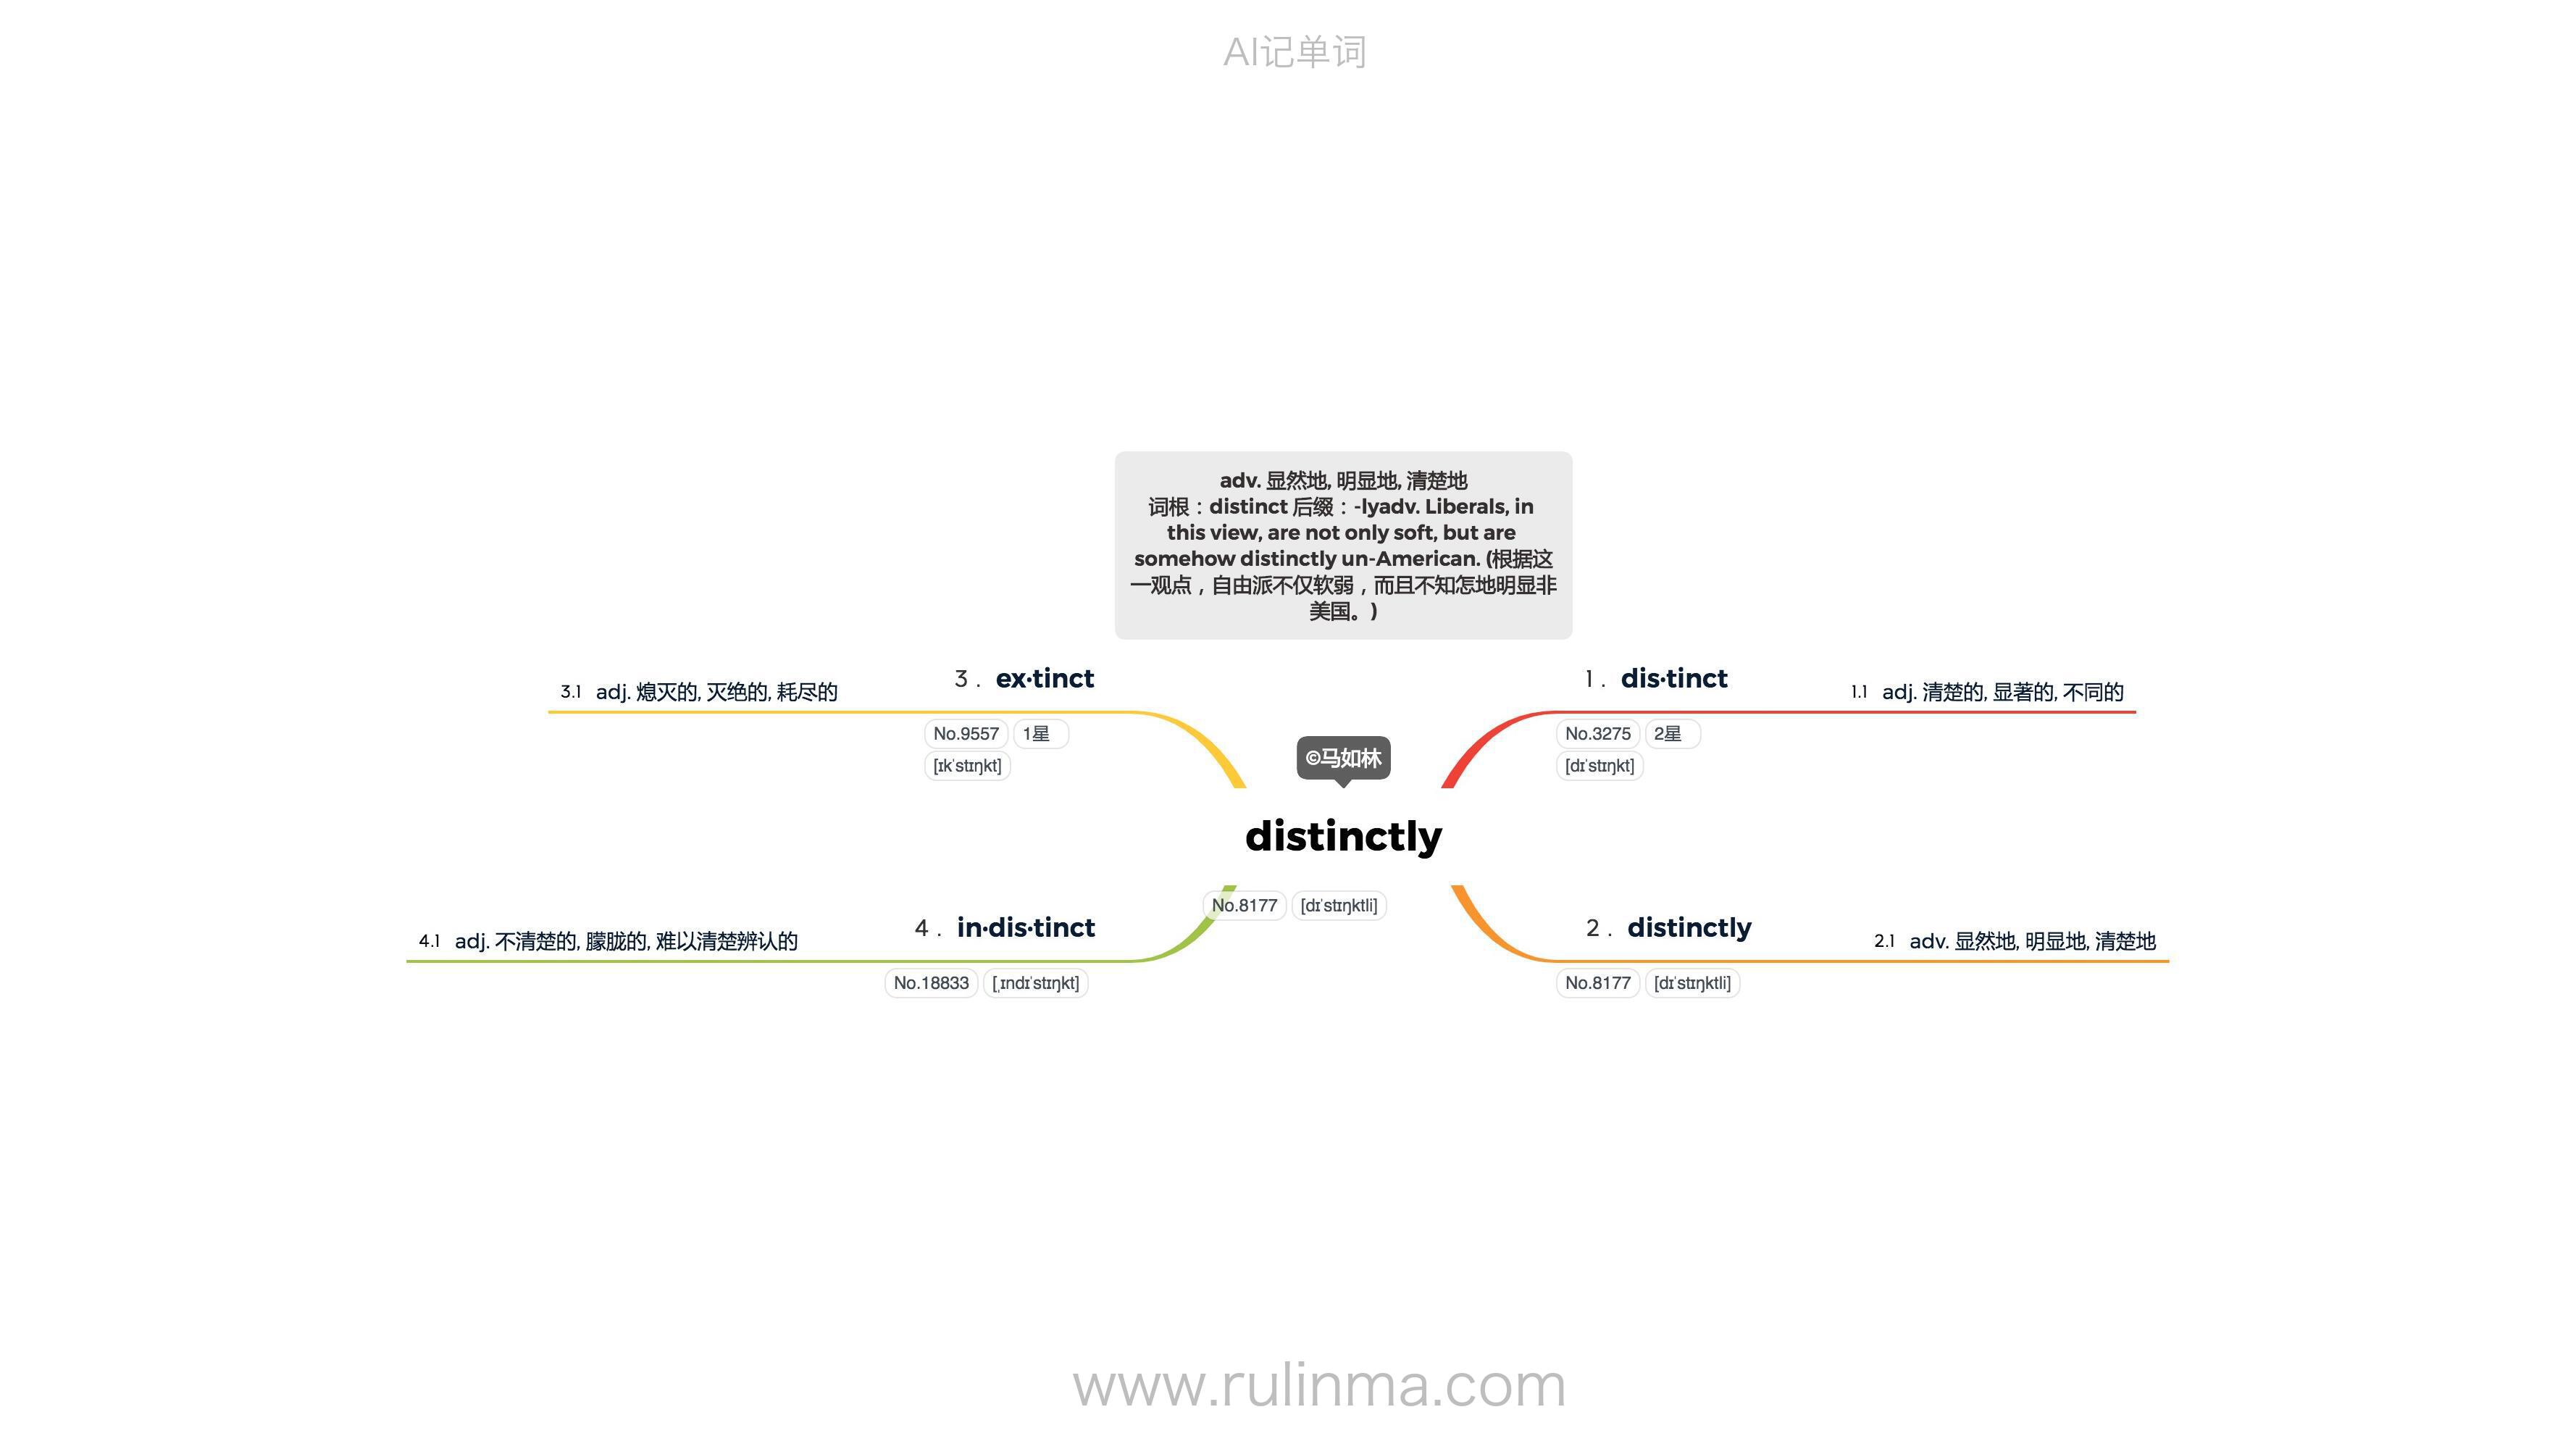 AI记单词
adv. 显然地, 明显地, 清楚地
词根：distinct 后缀：-lyadv. Liberals, in
this view, are not only soft, but are
somehow distinctly un-American. (根据这
一观点，自由派不仅软弱，而且不知怎地明显非
美国。)
3 . ex·tinct
3.1 adj. 熄灭的, 灭绝的, 耗尽的
No.9557 1星
[ɪkˈstɪŋkt]
1 . dis·tinct
1.1 adj. 清楚的, 显著的, 不同的
No.3275 2星
[dɪˈstɪŋkt]
©马如林
distinctly
No.8177 [dɪˈstɪŋktli]
4 . in·dis·tinct
4.1 adj. 不清楚的, 朦胧的, 难以清楚辨认的
No.18833 [ˌɪndɪˈstɪŋkt]
2 . distinctly
2.1 adv. 显然地, 明显地, 清楚地
No.8177 [dɪˈstɪŋktli]
www.rulinma.com